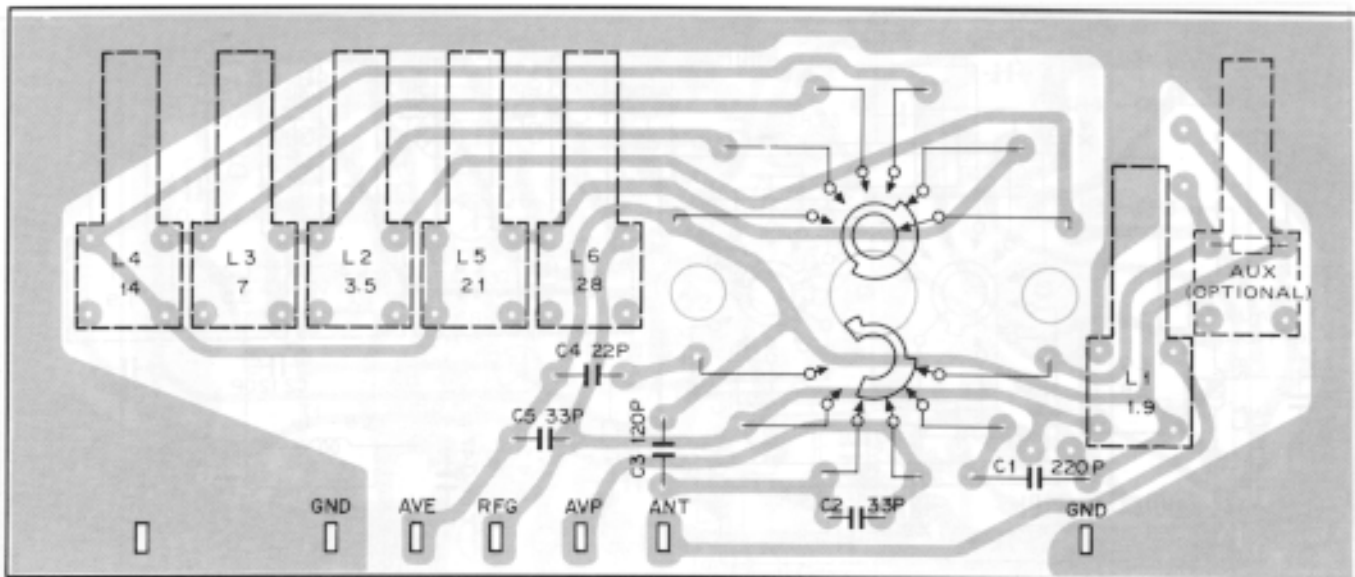 L4
14
L3
7
L2
3.5
L5
21
L6
28
AUX
(OPTIONAL)
L1
1.9
C4 22P
C5 33P
C3 120P
C1 220P
C2 33P
GND
AVE
RFG
AVP
ANT
GND